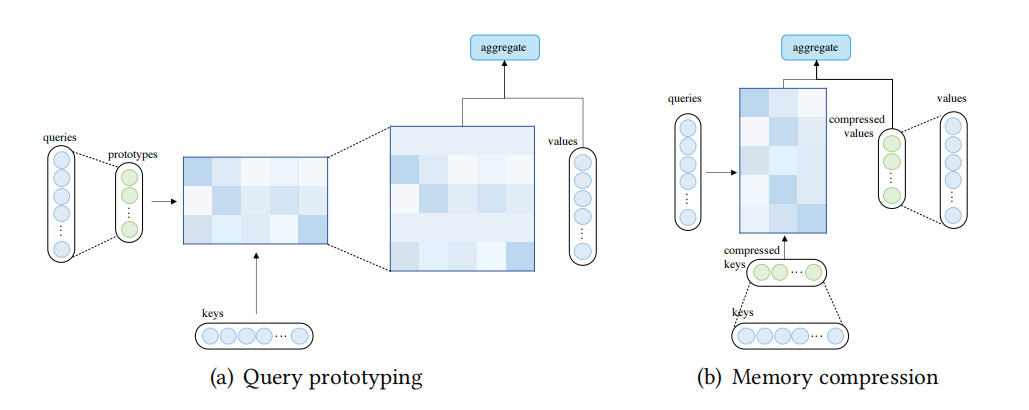 aggregate
queries
prototypes
values
keys
(a) Query prototyping
aggregate
queries
compressed
values
values
compressed
keys
keys
(b) Memory compression